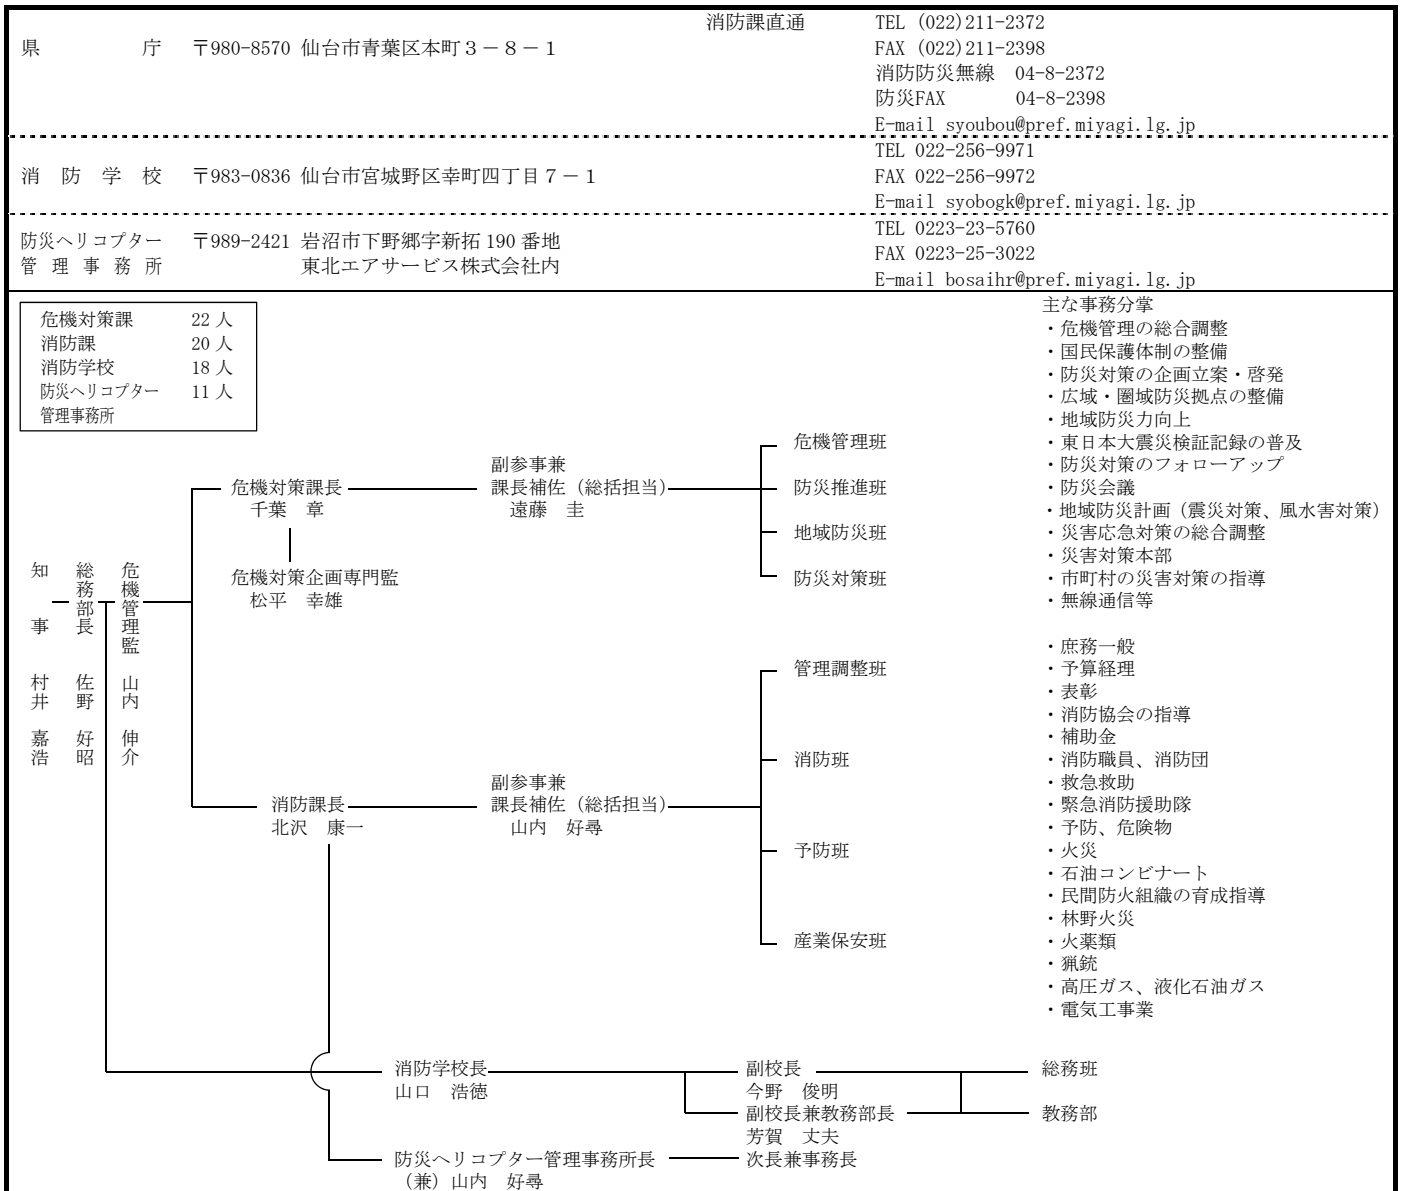 消防課直通 TEL (022)211-2372
県 庁 〒980-8570 仙台市青葉区本町３－８－１ FAX (022)211-2398
消防防災無線 04-8-2372
防災FAX 04-8-2398
E-mail syoubou@pref.miyagi.lg.jp
TEL 022-256-9971
消 防 学 校 〒983-0836 仙台市宮城野区幸町四丁目７－１ FAX 022-256-9972
E-mail syobogk@pref.miyagi.lg.jp
防災ヘリコプター 〒989-2421 岩沼市下野郷字新拓 190 番地 TEL 0223-23-5760
管 理 事 務 所 東北エアサービス株式会社内 FAX 0223-25-3022
E-mail bosaihr@pref.miyagi.lg.jp
危機対策課 22 人
消防課 20 人
消防学校 18 人
防災ヘリコプター 11 人
管理事務所
知 事 村井 嘉浩
総務部長 佐野 好昭
危機管理監 山内 伸介
危機対策課長
千葉 章
危機対策企画専門監
松平 幸雄
副参事兼
課長補佐（総括担当）
遠藤 圭
危機管理班
防災推進班
地域防災班
防災対策班
主な事務分掌
・危機管理の総合調整
・国民保護体制の整備
・防災対策の企画立案・啓発
・広域・圏域防災拠点の整備
・地域防災力向上
・東日本大震災検証記録の普及
・防災対策のフォローアップ
・防災会議
・地域防災計画（震災対策、風水害対策）
・災害応急対策の総合調整
・災害対策本部
・市町村の災害対策の指導
・無線通信等
消防課長
北沢 康一
副参事兼
課長補佐（総括担当）
山内 好尋
管理調整班
消防班
予防班
産業保安班
・庶務一般
・予算経理
・表彰
・消防協会の指導
・補助金
・消防職員、消防団
・救急救助
・緊急消防援助隊
・予防、危険物
・火災
・石油コンビナート
・民間防火組織の育成指導
・林野火災
・火薬類
・猟銃
・高圧ガス、液化石油ガス
・電気工事業
消防学校長
山口 浩徳
副校長
今野 俊明
副校長兼教務部長
芳賀 丈夫
総務班
教務部
防災ヘリコプター管理事務所長
（兼）山内 好尋
次長兼事務長